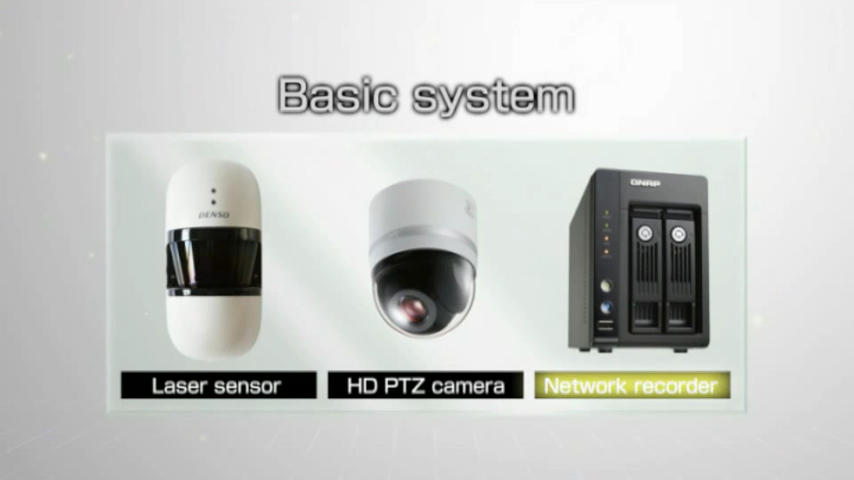 Basic system
DENSO
QNAP
Laser sensor
HD PTZ camera
Network recorder